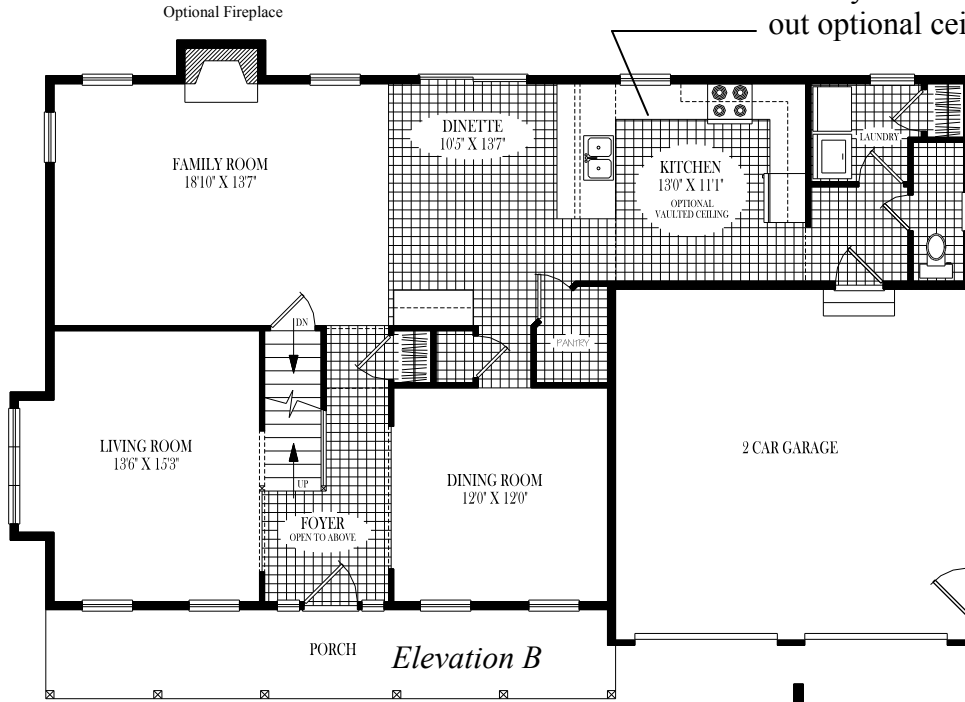 Optional Fireplace
out optional cei
DINETTE
10'5" X 13'7"
LAUNDRY
FAMILY ROOM
18'10" X 13'7"
KITCHEN
13'0" X 11'1"
OPTIONAL
VAULTED CEILING
DN
PANTRY
LIVING ROOM
13'6" X 15'3"
2 CAR GARAGE
DINING ROOM
12'0" X 12'0"
UP
FOYER
OPEN TO ABOVE
PORCH
Elevation B